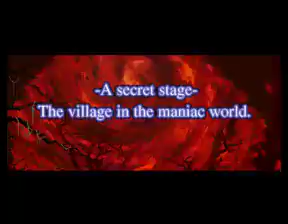 -A secret stage-
The village in the maniac world.